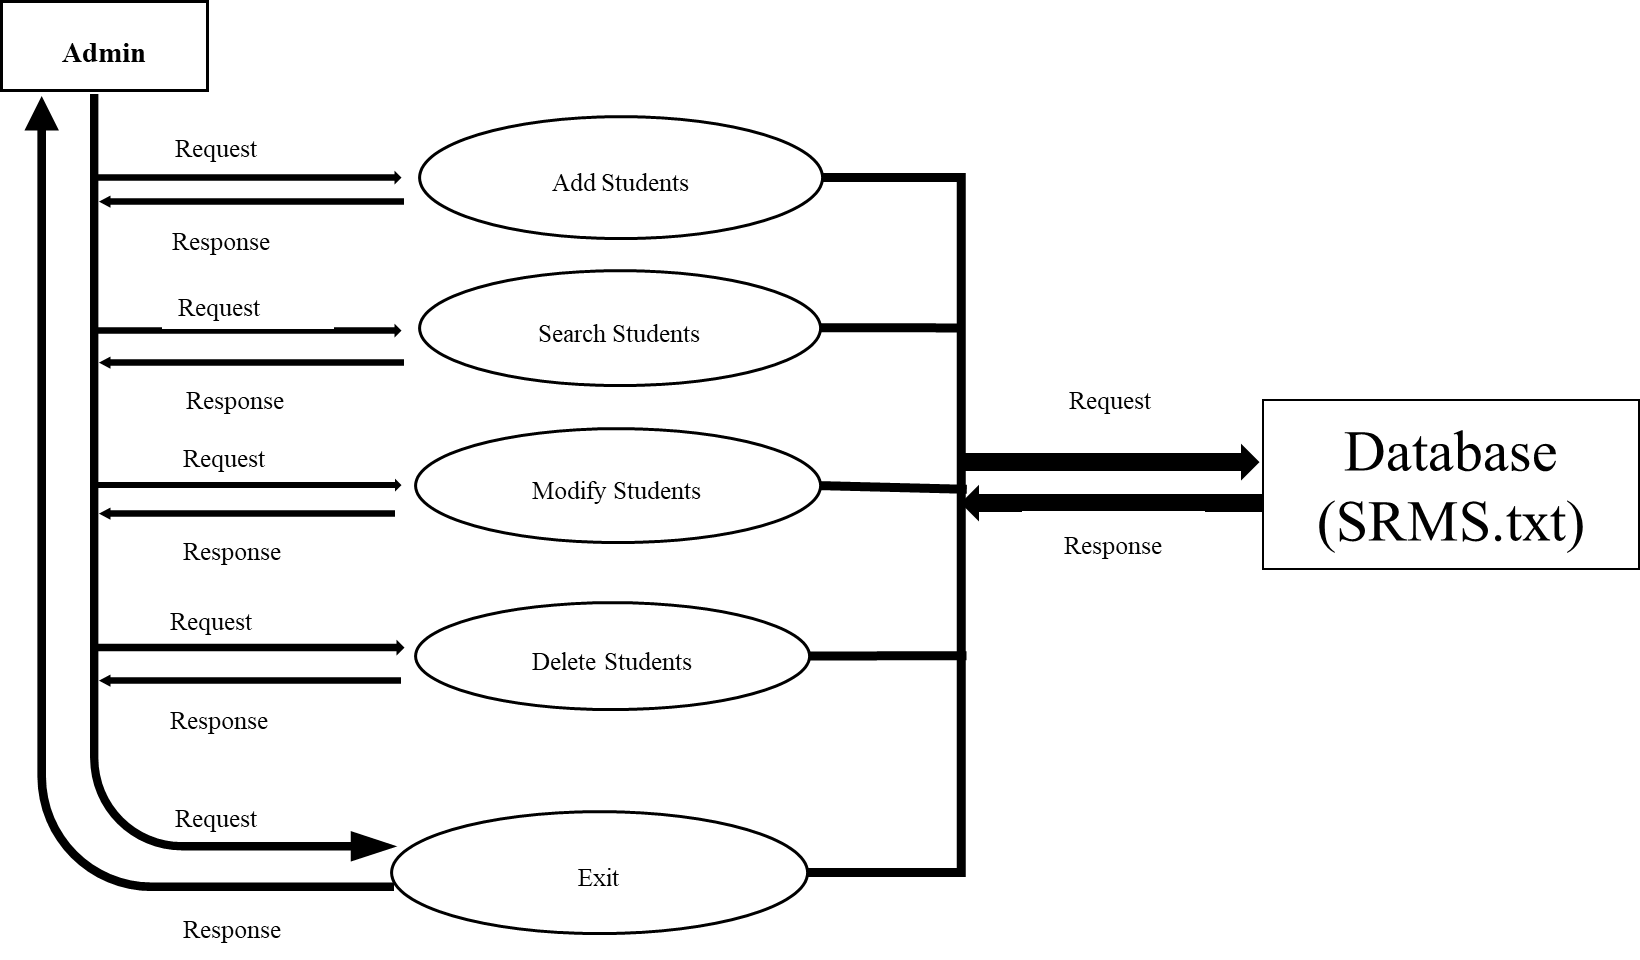 Admin
Request
Add Students
Response
Request
Search Students
Response
Request
Database
Request
Modify Students
(SRMS.txt)
Response
Response
Request
Delete Students
Response
Request
Exit
Response